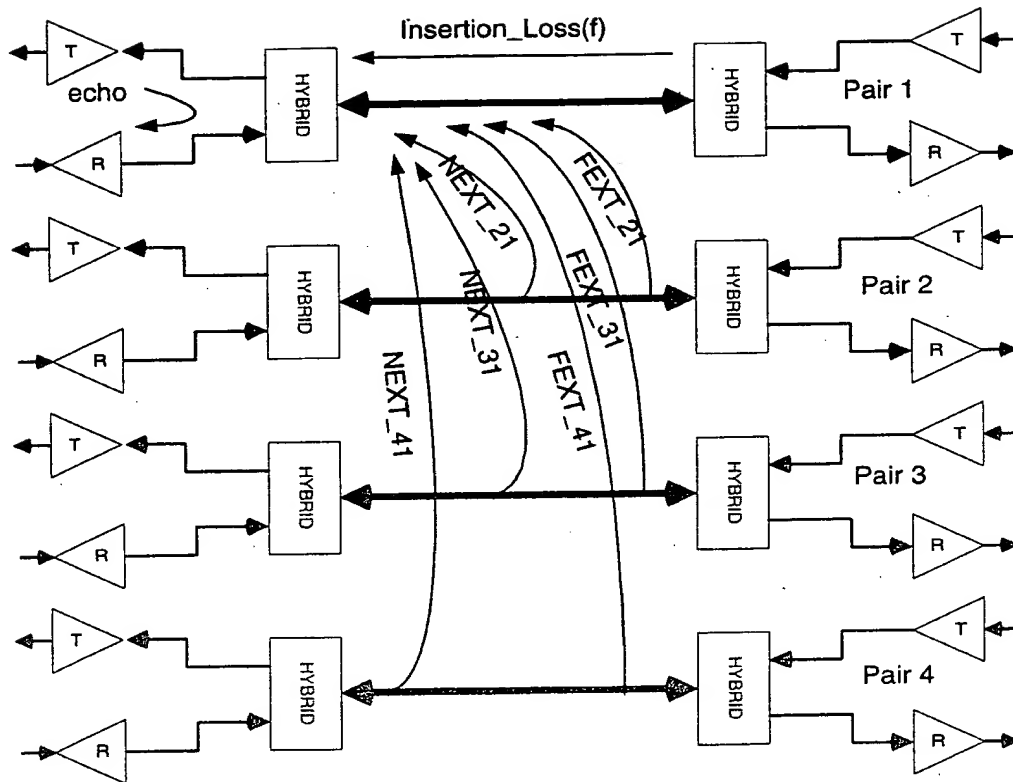 Insertion_Loss(f)
T
HYBRID
HYBRID
T
echo
Pair 1
R
R
NEXT_21
FEXT_21
T
HYBRID
HYBRID
T
Pair 2
R
R
NEXT_31
FEXT_31
NEXT_41
FEXT_41
T
HYBRID
HYBRID
T
Pair 3
R
R
T
HYBRID
HYBRID
T
Pair 4
R
R